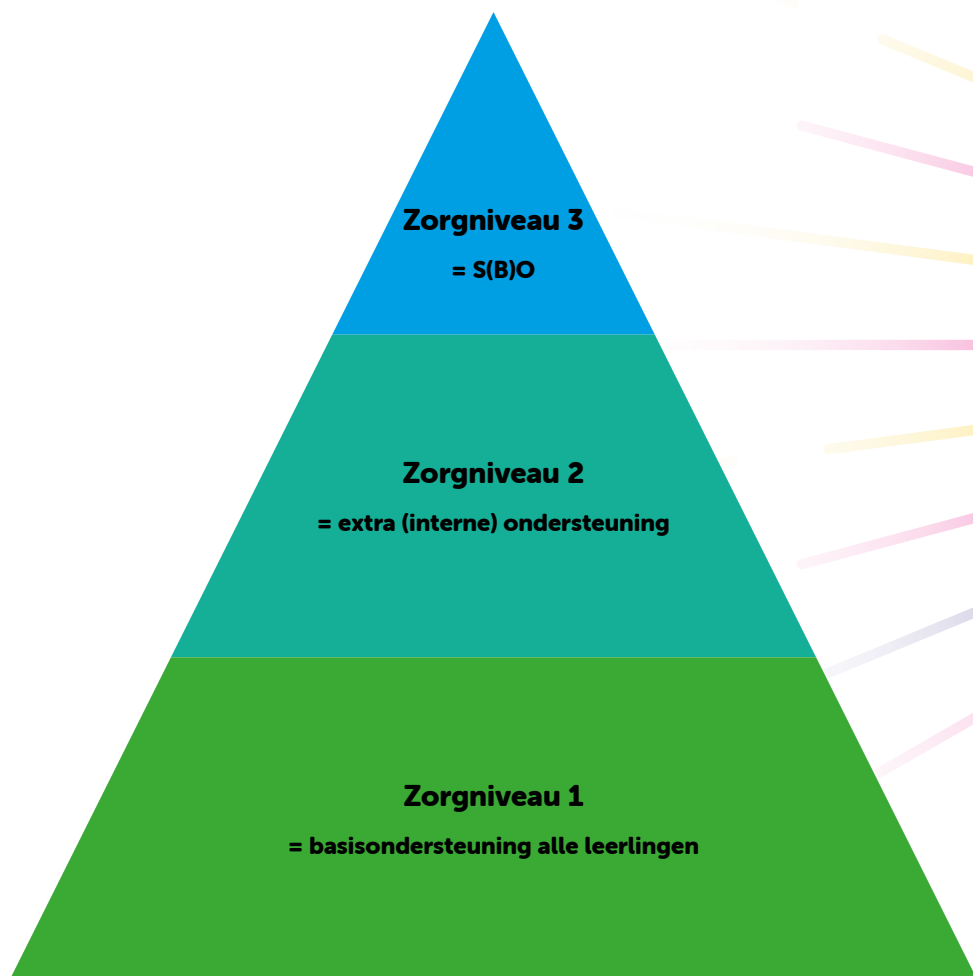 Zorgniveau 3
= S(B)O
Zorgniveau 2
= extra (interne) ondersteuning
Zorgniveau 1
= basisondersteuning alle leerlingen